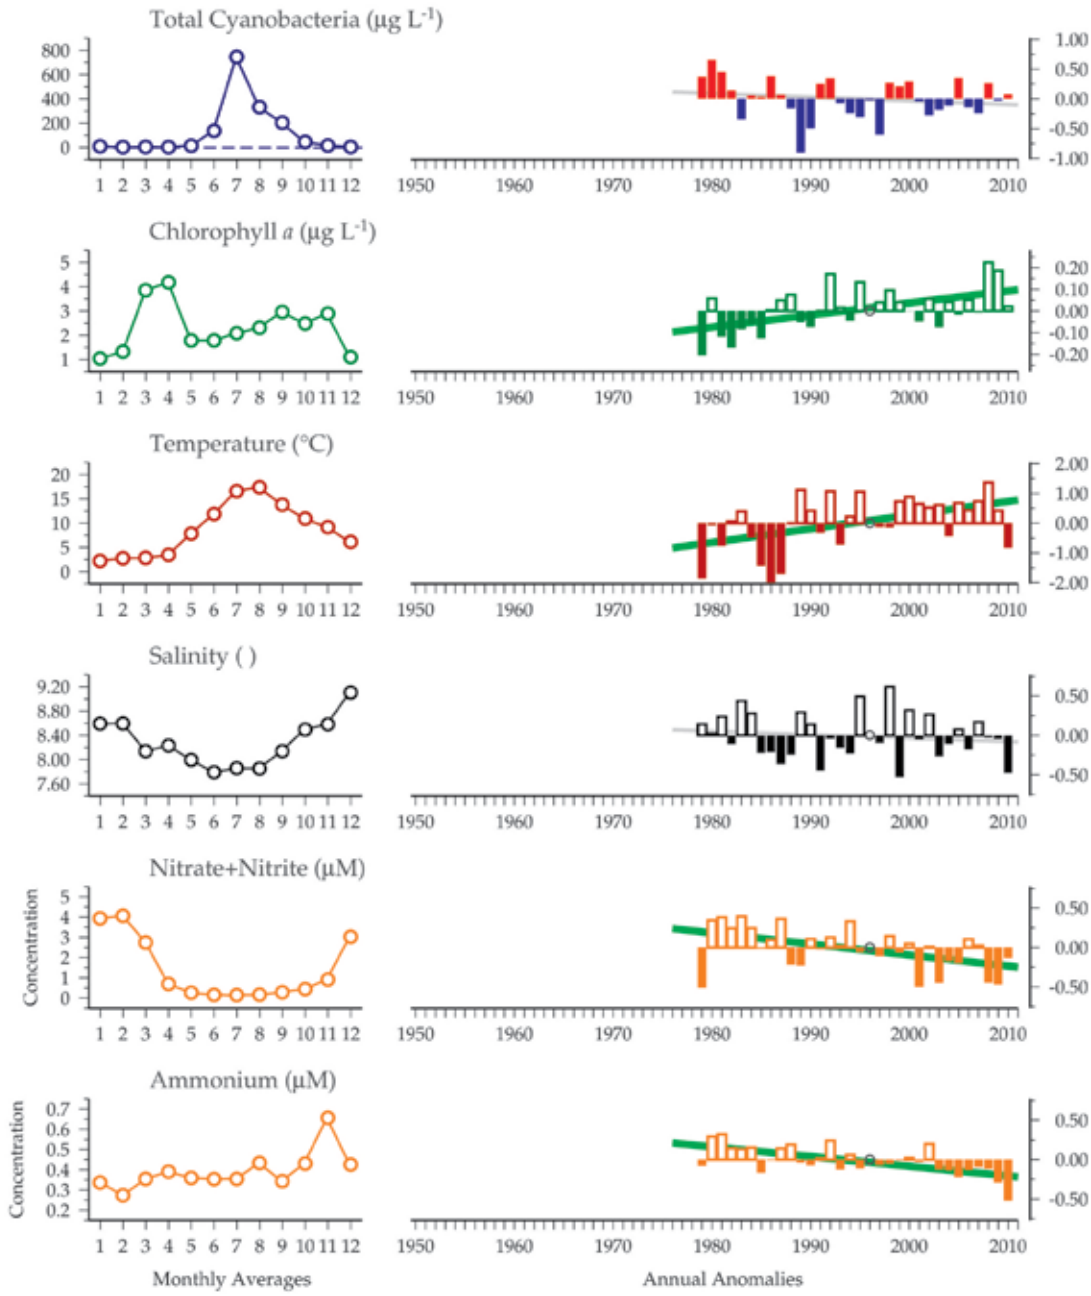 Total Cyanobacteria (µg L-1)
800
600
400
200
0
1 2 3 4 5 6 7 8 9 10 11 12
1950 1960 1970 1980 1990 2000 2010
1.00
0.50
0.00
-0.50
-1.00
Chlorophyll a (µg L-1)
5
4
3
2
1
1 2 3 4 5 6 7 8 9 10 11 12
1950 1960 1970 1980 1990 2000 2010
0.20
0.10
0.00
-0.10
-0.20
Temperature (°C)
20
15
10
5
0
1 2 3 4 5 6 7 8 9 10 11 12
1950 1960 1970 1980 1990 2000 2010
2.00
1.00
0.00
-1.00
-2.00
Salinity ( )
9.20
8.80
8.40
8.00
7.60
1 2 3 4 5 6 7 8 9 10 11 12
1950 1960 1970 1980 1990 2000 2010
0.50
0.00
-0.50
Nitrate+Nitrite (µM)
Concentration
5
4
3
2
1
0
1 2 3 4 5 6 7 8 9 10 11 12
1950 1960 1970 1980 1990 2000 2010
0.50
0.00
-0.50
Ammonium (µM)
Concentration
0.7
0.6
0.5
0.4
0.3
0.2
1 2 3 4 5 6 7 8 9 10 11 12
1950 1960 1970 1980 1990 2000 2010
0.50
0.00
-0.50
Monthly Averages
Annual Anomalies